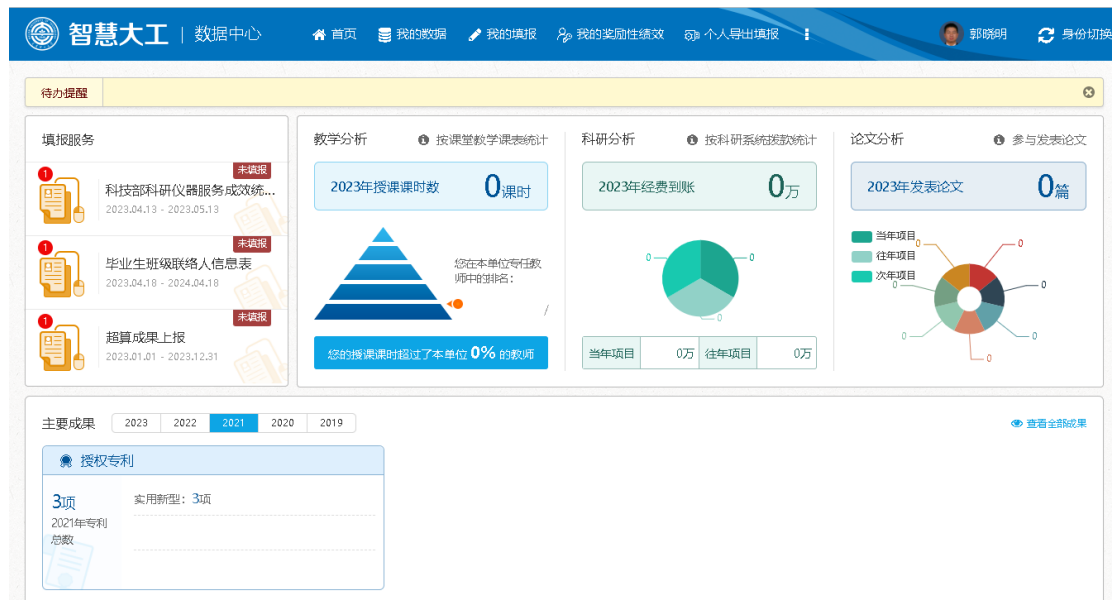 智慧大工 | 数据中心 首页 我的数据 我的填报 我的奖励性绩效 个人导出填报 郭晓明 身份切换
待办提醒
填报服务
1 未填报
科技部科研仪器服务成效统...
2023.04.13 - 2023.05.13
1 未填报
毕业生班级联络人信息表
2023.04.18 - 2024.04.18
1 未填报
超算成果上报
2023.01.01 - 2023.12.31
教学分析 按课堂教学课表统计
2023年授课课时数 0课时
您在本单位专任教
师中的排名：
/
您的授课课时超过了本单位 0% 的教师
科研分析 按科研系统拨款统计
2023年经费到账 0万
0 0
0
当年项目 0万 往年项目 0万
论文分析 参与发表论文
2023年发表论文 0篇
当年项目
往年项目
次年项目
0 0
0 0
0 0
0
主要成果 2023 2022 2021 2020 2019 查看全部成果
授权专利
3项
2021年专利
总数
实用新型：3项